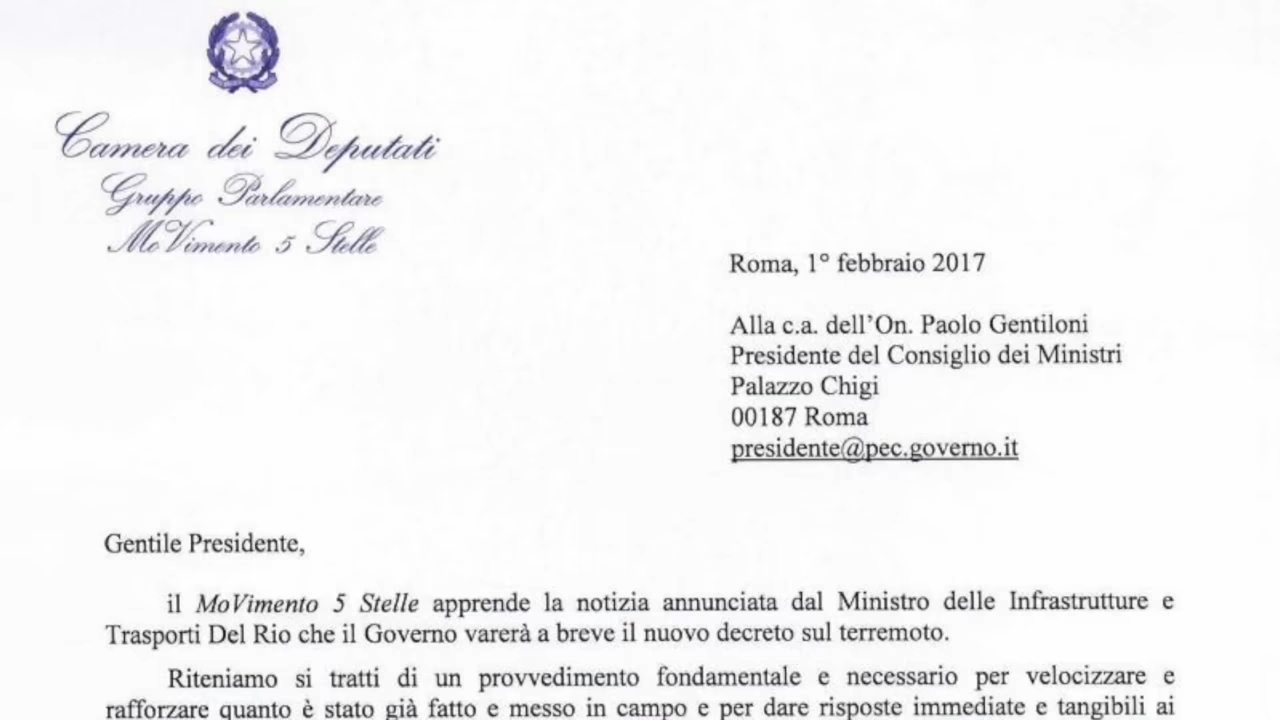 Camera dei Deputati
Gruppo Parlamentare
MoVimento 5 Stelle
Roma, 1° febbraio 2017
Alla c.a. dell'On. Paolo Gentiloni
Presidente del Consiglio dei Ministri
Palazzo Chigi
00187 Roma
presidente@pec.governo.it
Gentile Presidente,
il MoVimento 5 Stelle apprende la notizia annunciata dal Ministro delle Infrastrutture e
Trasporti Del Rio che il Governo varerà a breve il nuovo decreto sul terremoto.
Riteniamo si tratti di un provvedimento fondamentale e necessario per velocizzare e
rafforzare quanto è stato già fatto e messo in campo e per dare risposte immediate e tangibili ai